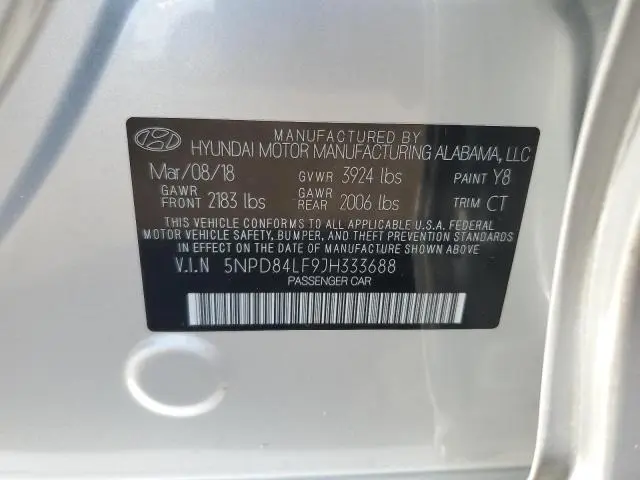 MANUFACTURED BY
HYUNDAI MOTOR MANUFACTURING ALABAMA, LLC
Mar/08/18 GVWR 3924 lbs PAINT Y8
GAWR FRONT 2183 lbs GAWR REAR 2006 lbs TRIM CT
THIS VEHICLE CONFORMS TO ALL APPLICABLE U.S.A. FEDERAL
MOTOR VEHICLE SAFETY, BUMPER, AND THEFT PREVENTION STANDARDS
IN EFFECT ON THE DATE OF MANUFACTURE SHOWN ABOVE
V.I.N 5NPD84LF9JH333688
PASSENGER CAR